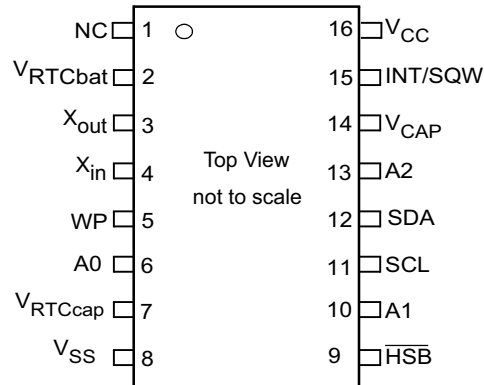 NC 1 16 VCC
VRTCbat 2 15 INT/SQW
Xout 3 14 VCAP
Xin 4 13 A2
Top View
not to scale
WP 5 12 SDA
A0 6 11 SCL
VRTCcap 7 10 A1
VSS 8 9 HSB